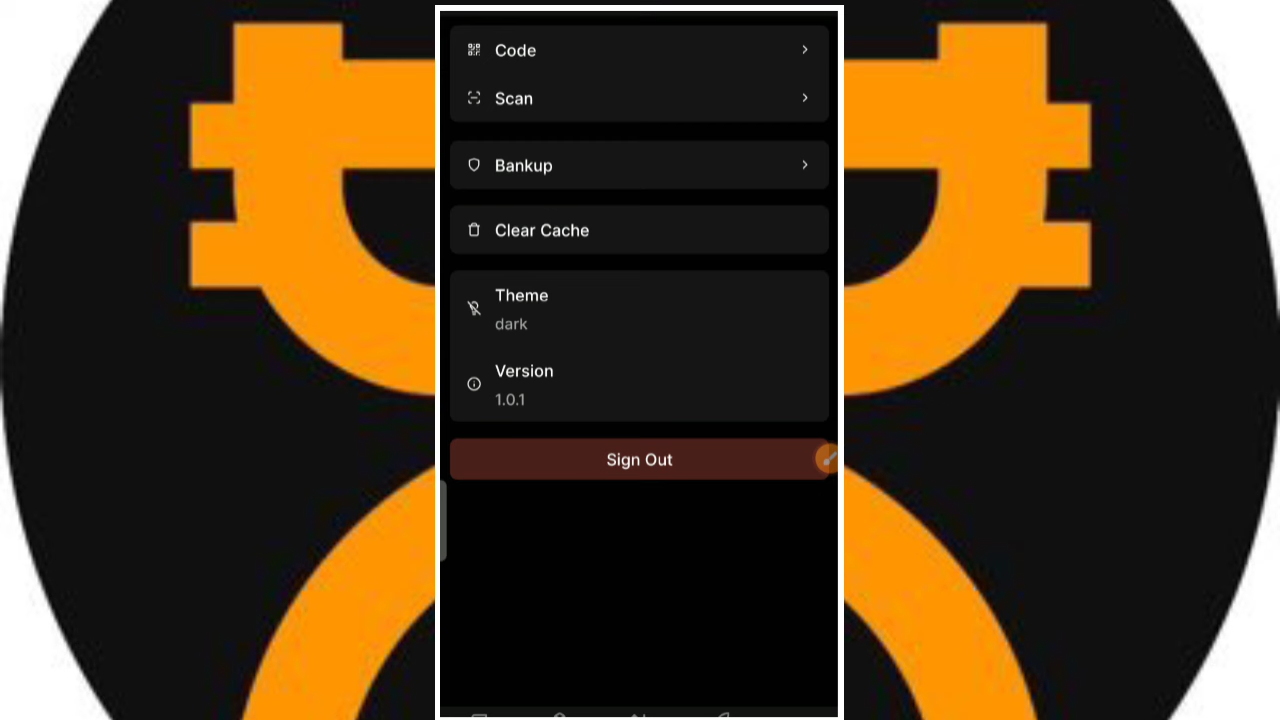 Code
Scan
Bankup
Clear Cache
Theme
dark
Version
1.0.1
Sign Out